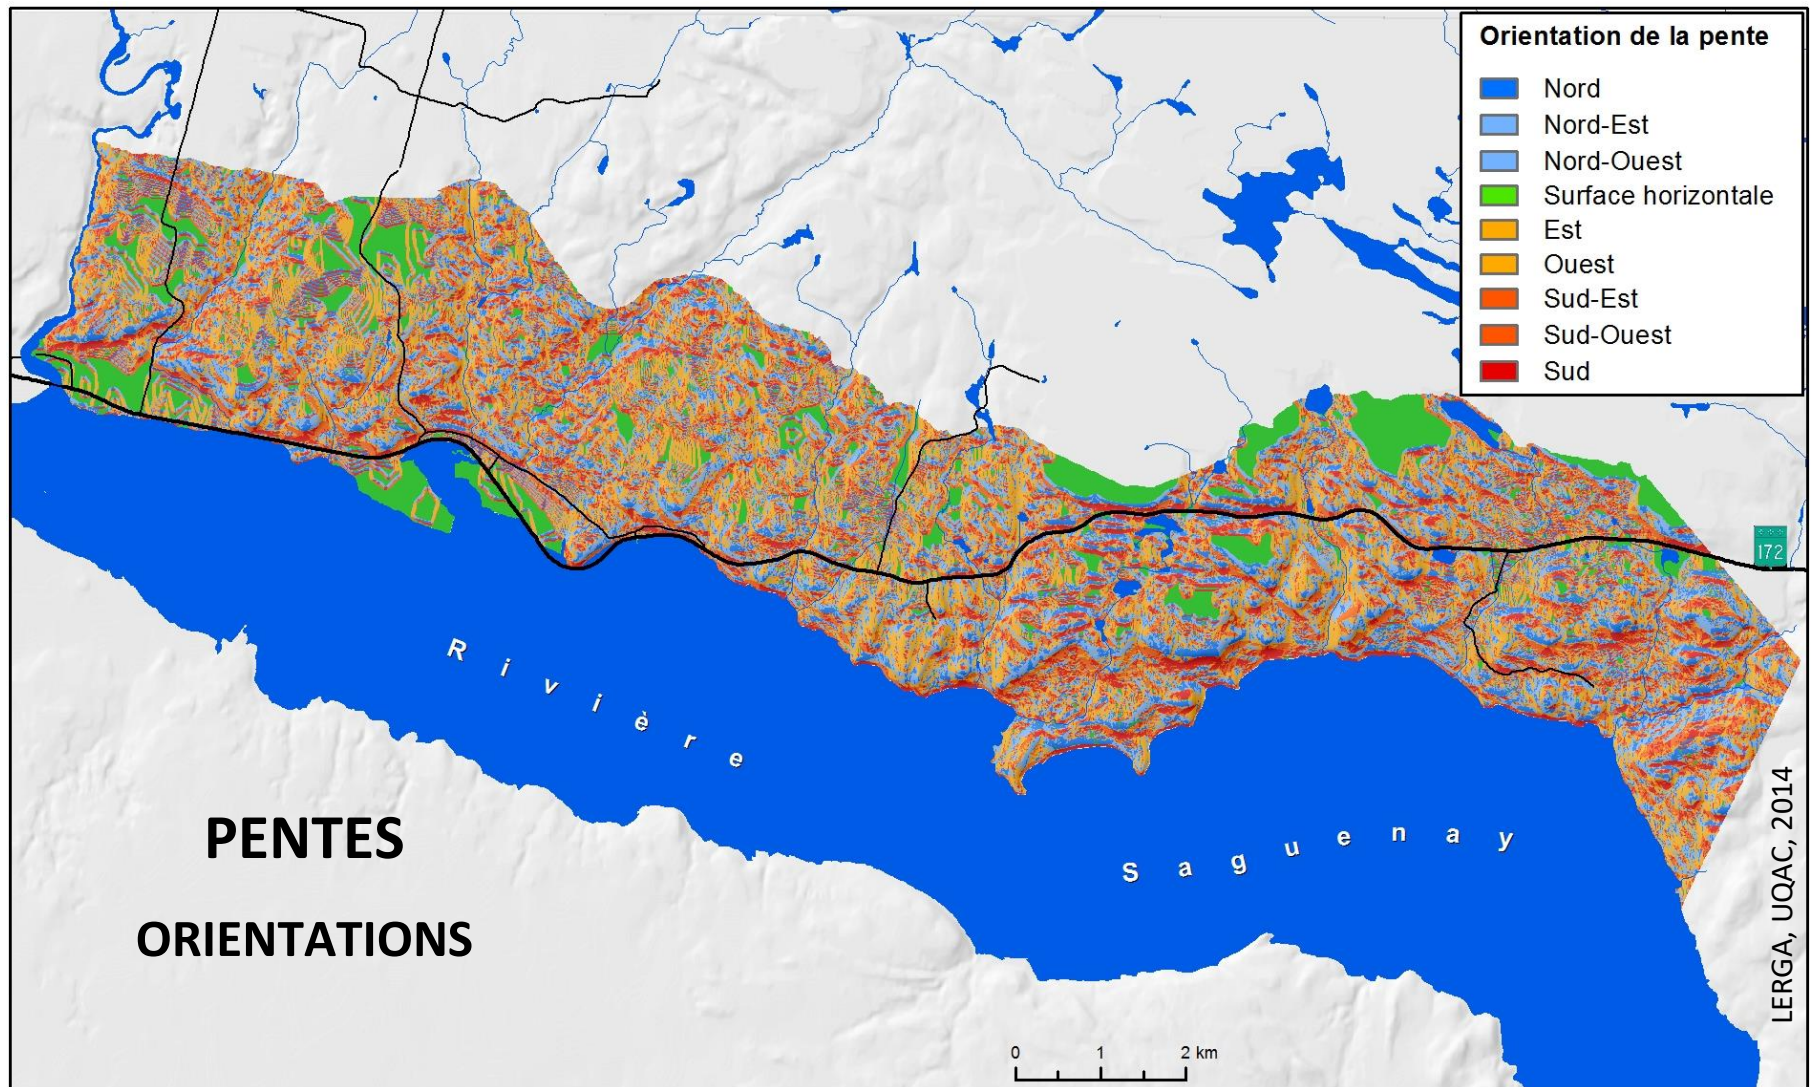 Orientation de la pente
Nord
Nord-Est
Nord-Ouest
Surface horizontale
Est
Ouest
Sud-Est
Sud-Ouest
Sud
172
Rivière
Saguenay
PENTES
ORIENTATIONS
0 1 2 km
LERGA, UQAC, 2014